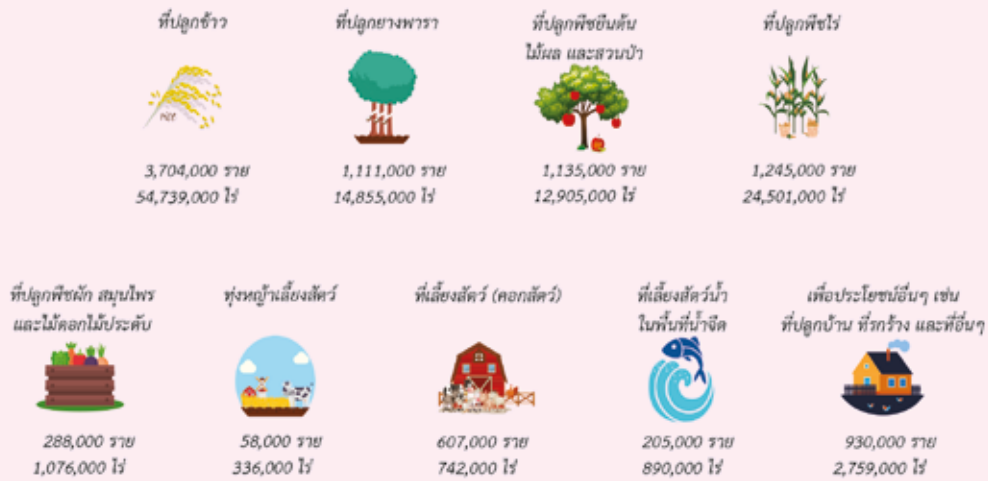 ที่ปลูกข้าว
ที่ปลูกยางพารา
ที่ปลูกพืชยืนต้น
ไม้ผล และสวนป่า
ที่ปลูกพืชไร่
rice
3,704,000 ราย
54,739,000 ไร่
1,111,000 ราย
14,855,000 ไร่
1,135,000 ราย
12,905,000 ไร่
1,245,000 ราย
24,501,000 ไร่
ที่ปลูกพืชผัก สมุนไพร
และไม้ดอกไม้ประดับ
ทุ่งหญ้าเลี้ยงสัตว์
ที่เลี้ยงสัตว์ (คอกสัตว์)
ที่เลี้ยงสัตว์น้ำ
ในพื้นที่น้ำจืด
เพื่อประโยชน์อื่นๆ เช่น
ที่ปลูกบ้าน ที่รกร้าง และที่อื่นๆ
288,000 ราย
1,076,000 ไร่
58,000 ราย
336,000 ไร่
607,000 ราย
742,000 ไร่
205,000 ราย
890,000 ไร่
930,000 ราย
2,759,000 ไร่